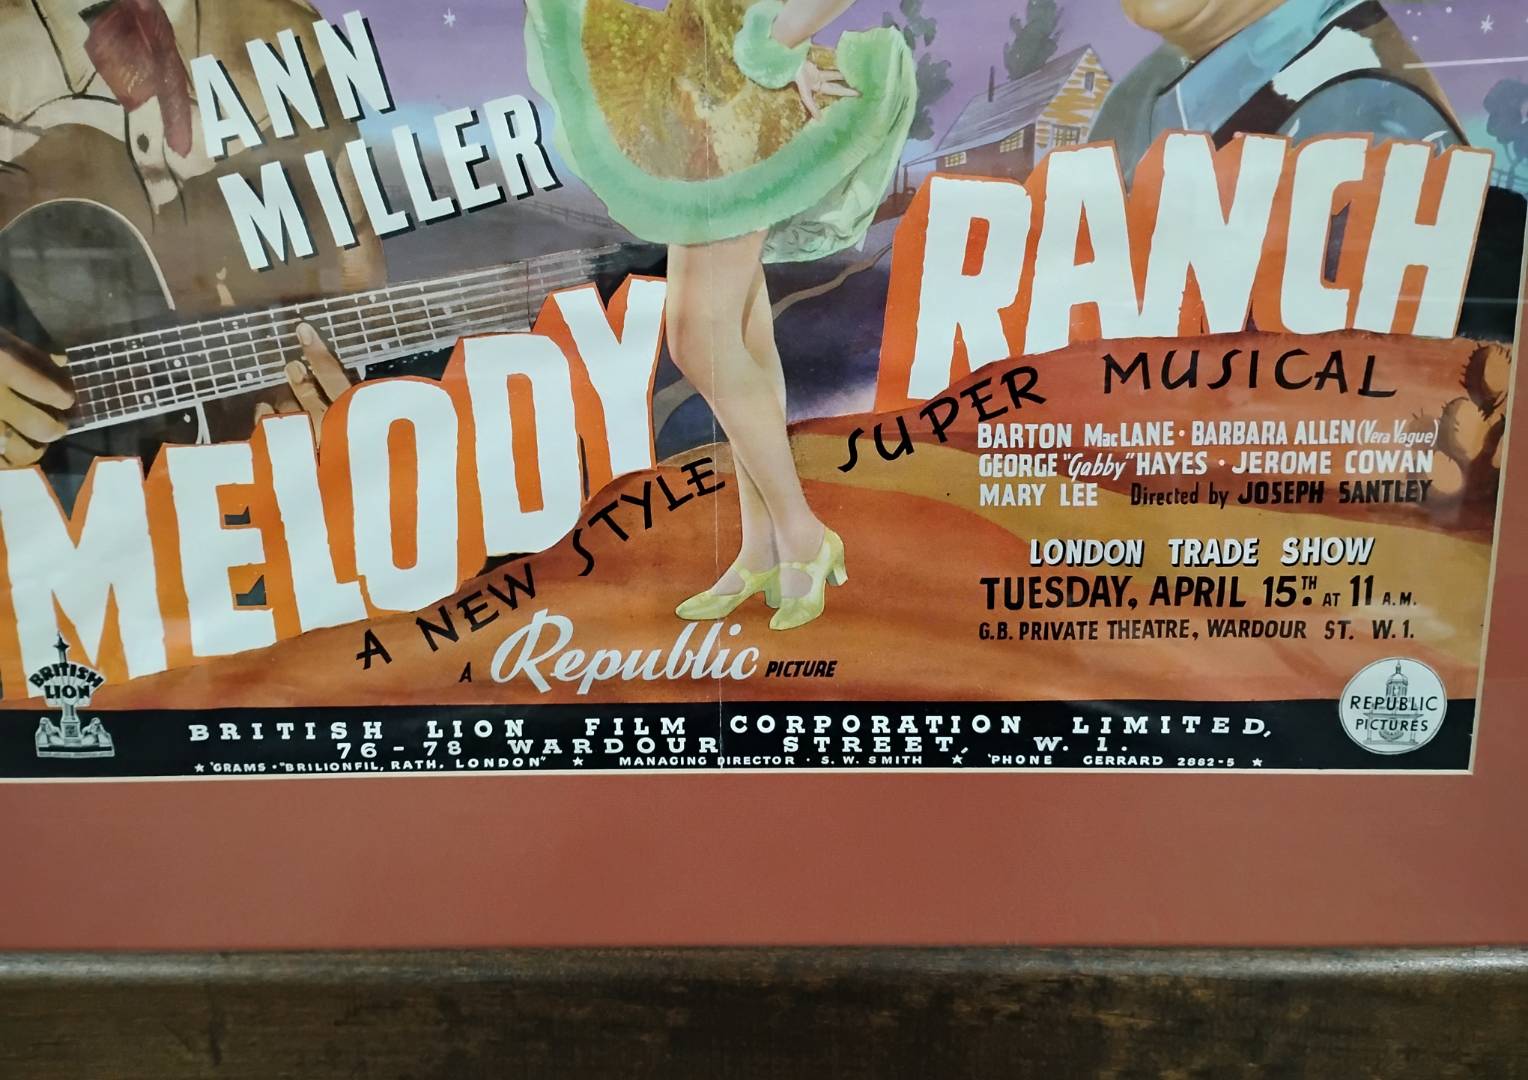 ANN
MILLER
MELODY RANCH
A NEW STYLE SUPER MUSICAL
BARTON MacLANE · BARBARA ALLEN (Vera Vague)
GEORGE "Gabby" HAYES · JEROME COWAN
MARY LEE Directed by JOSEPH SANTLEY
LONDON TRADE SHOW
TUESDAY, APRIL 15TH AT 11 A.M.
G.B. PRIVATE THEATRE, WARDOUR ST. W.1.
A Republic PICTURE
BRITISH
LION
REPUBLIC
PICTURES
BRITISH LION FILM CORPORATION LIMITED,
76-78 WARDOUR STREET, W. 1.
★ 'GRAMS · "BRILIONFIL, RATH. LONDON" ★ MANAGING DIRECTOR · S. W. SMITH ★ 'PHONE GERRARD 2882-5 ★